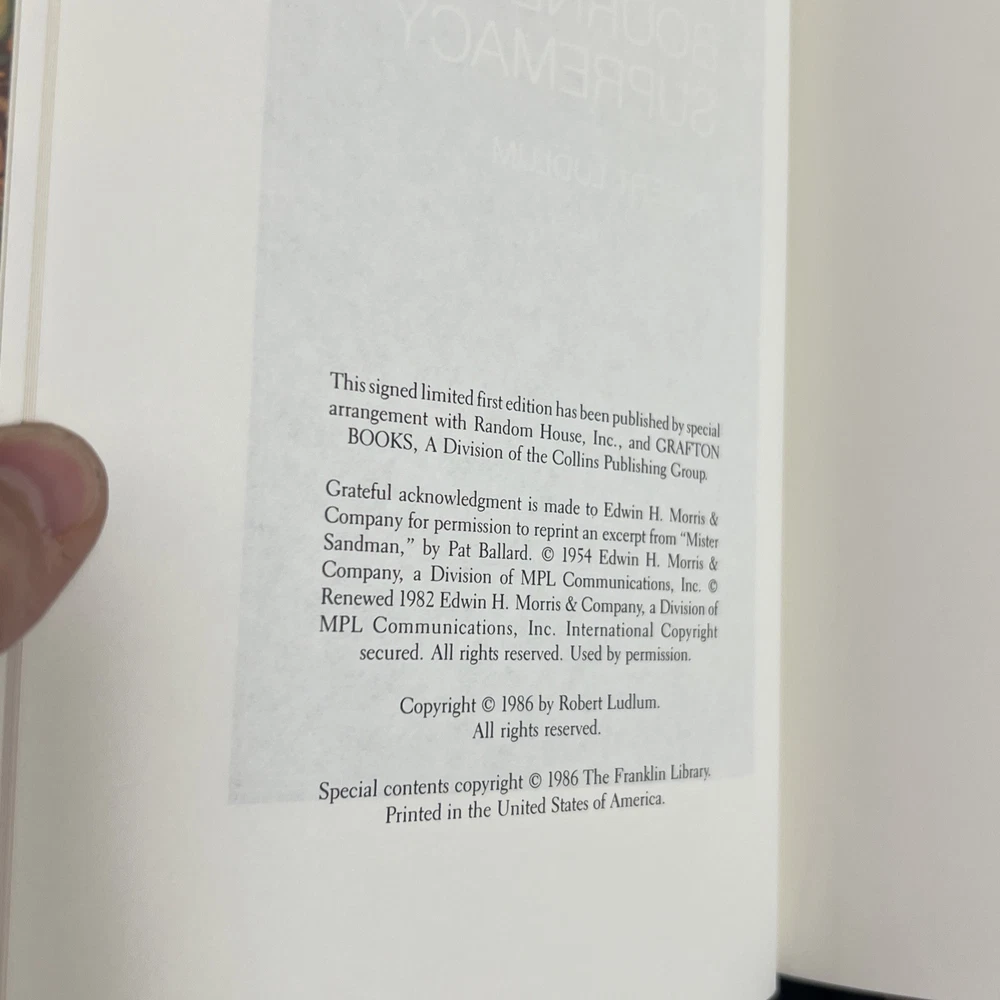 BOURNE
SUPREMACY
LUDLUM
This signed limited first edition has been published by special
arrangement with Random House, Inc., and GRAFTON
BOOKS, A Division of the Collins Publishing Group.
Grateful acknowledgment is made to Edwin H. Morris &
Company for permission to reprint an excerpt from “Mister
Sandman,” by Pat Ballard. © 1954 Edwin H. Morris &
Company, a Division of MPL Communications, Inc. ©
Renewed 1982 Edwin H. Morris & Company, a Division of
MPL Communications, Inc. International Copyright
secured. All rights reserved. Used by permission.
Copyright © 1986 by Robert Ludlum.
All rights reserved.
Special contents copyright © 1986 The Franklin Library.
Printed in the United States of America.